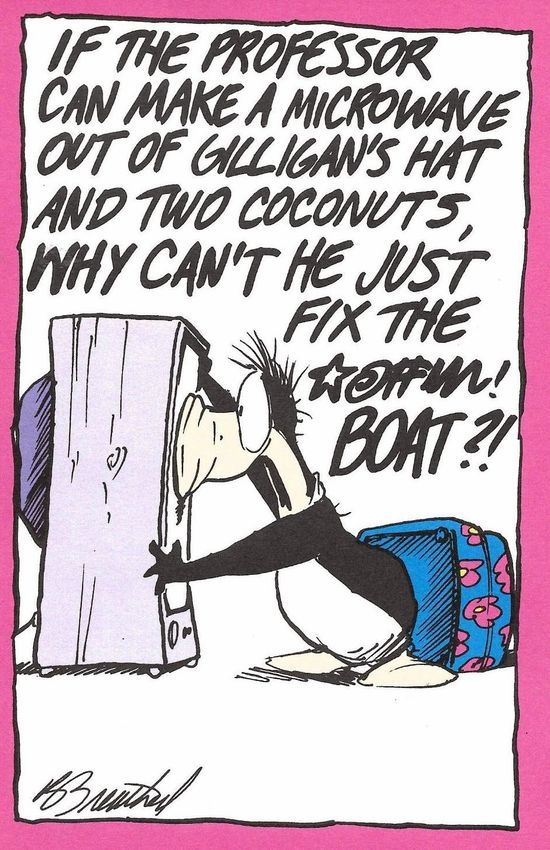 IF THE PROFESSOR
CAN MAKE A MICROWAVE
OUT OF GILLIGAN'S HAT
AND TWO COCONUTS,
WHY CAN'T HE JUST
FIX THE
☆@#!
BOAT?!
BBreathed